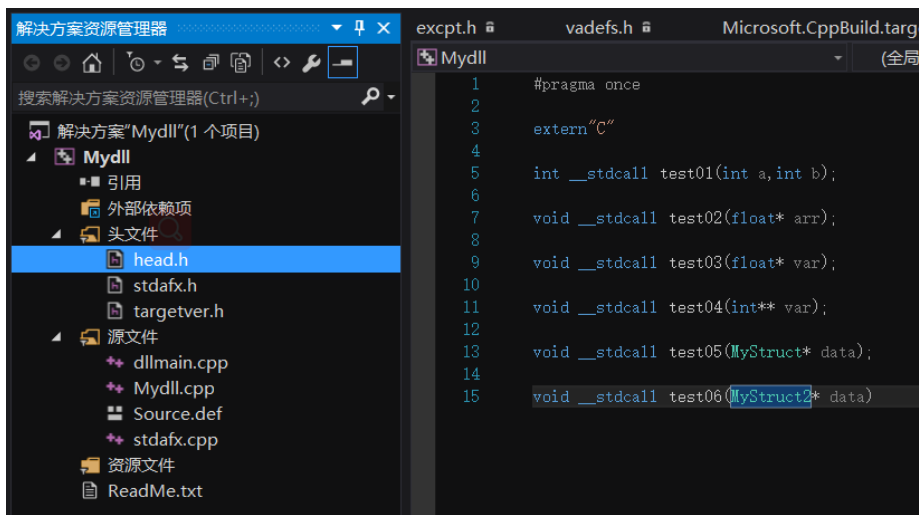 解决方案资源管理器
搜索解决方案资源管理器(Ctrl+;)
解决方案"Mydll"(1 个项目)
Mydll
引用
外部依赖项
头文件
head.h
stdafx.h
targetver.h
源文件
dllmain.cpp
Mydll.cpp
Source.def
stdafx.cpp
资源文件
ReadMe.txt
excpt.h vadefs.h Microsoft.CppBuild.targ
Mydll (全局
1 #pragma once
2
3 extern"C"
4
5 int __stdcall test01(int a,int b);
6
7 void __stdcall test02(float* arr);
8
9 void __stdcall test03(float* var);
10
11 void __stdcall test04(int** var);
12
13 void __stdcall test05(MyStruct* data);
14
15 void __stdcall test06(MyStruct2* data)